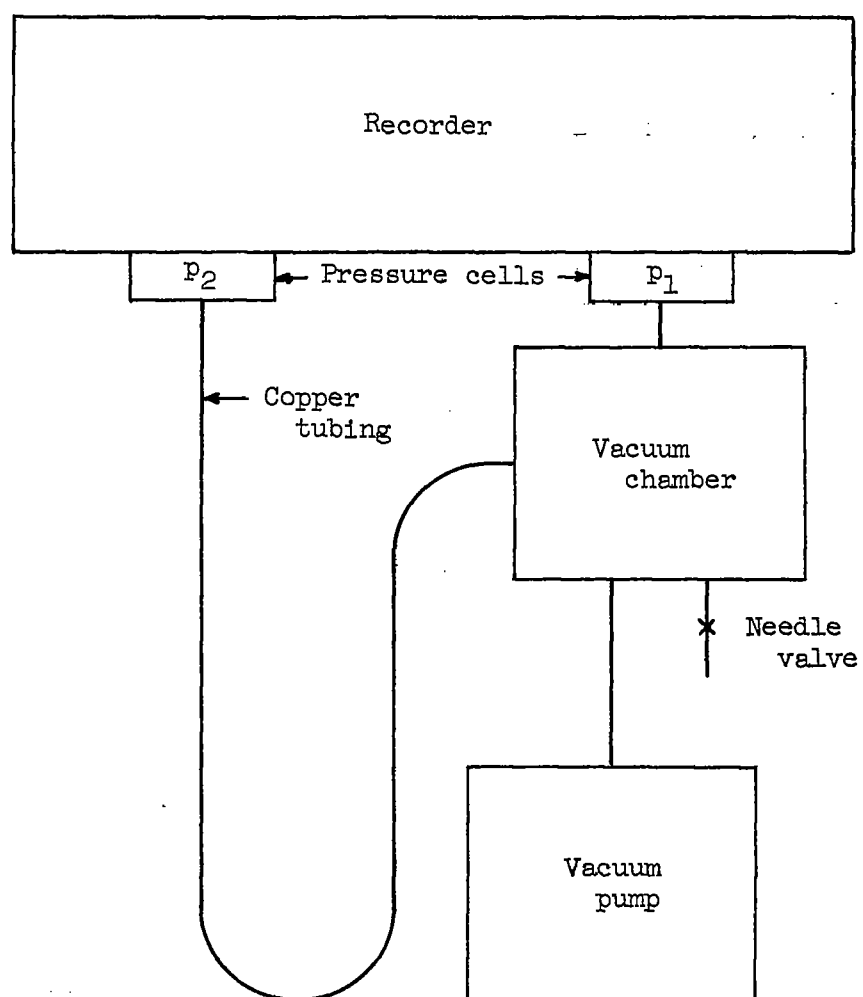 Recorder
p2
Pressure cells
p1
Copper
tubing
Vacuum
chamber
Needle
valve
Vacuum
pump